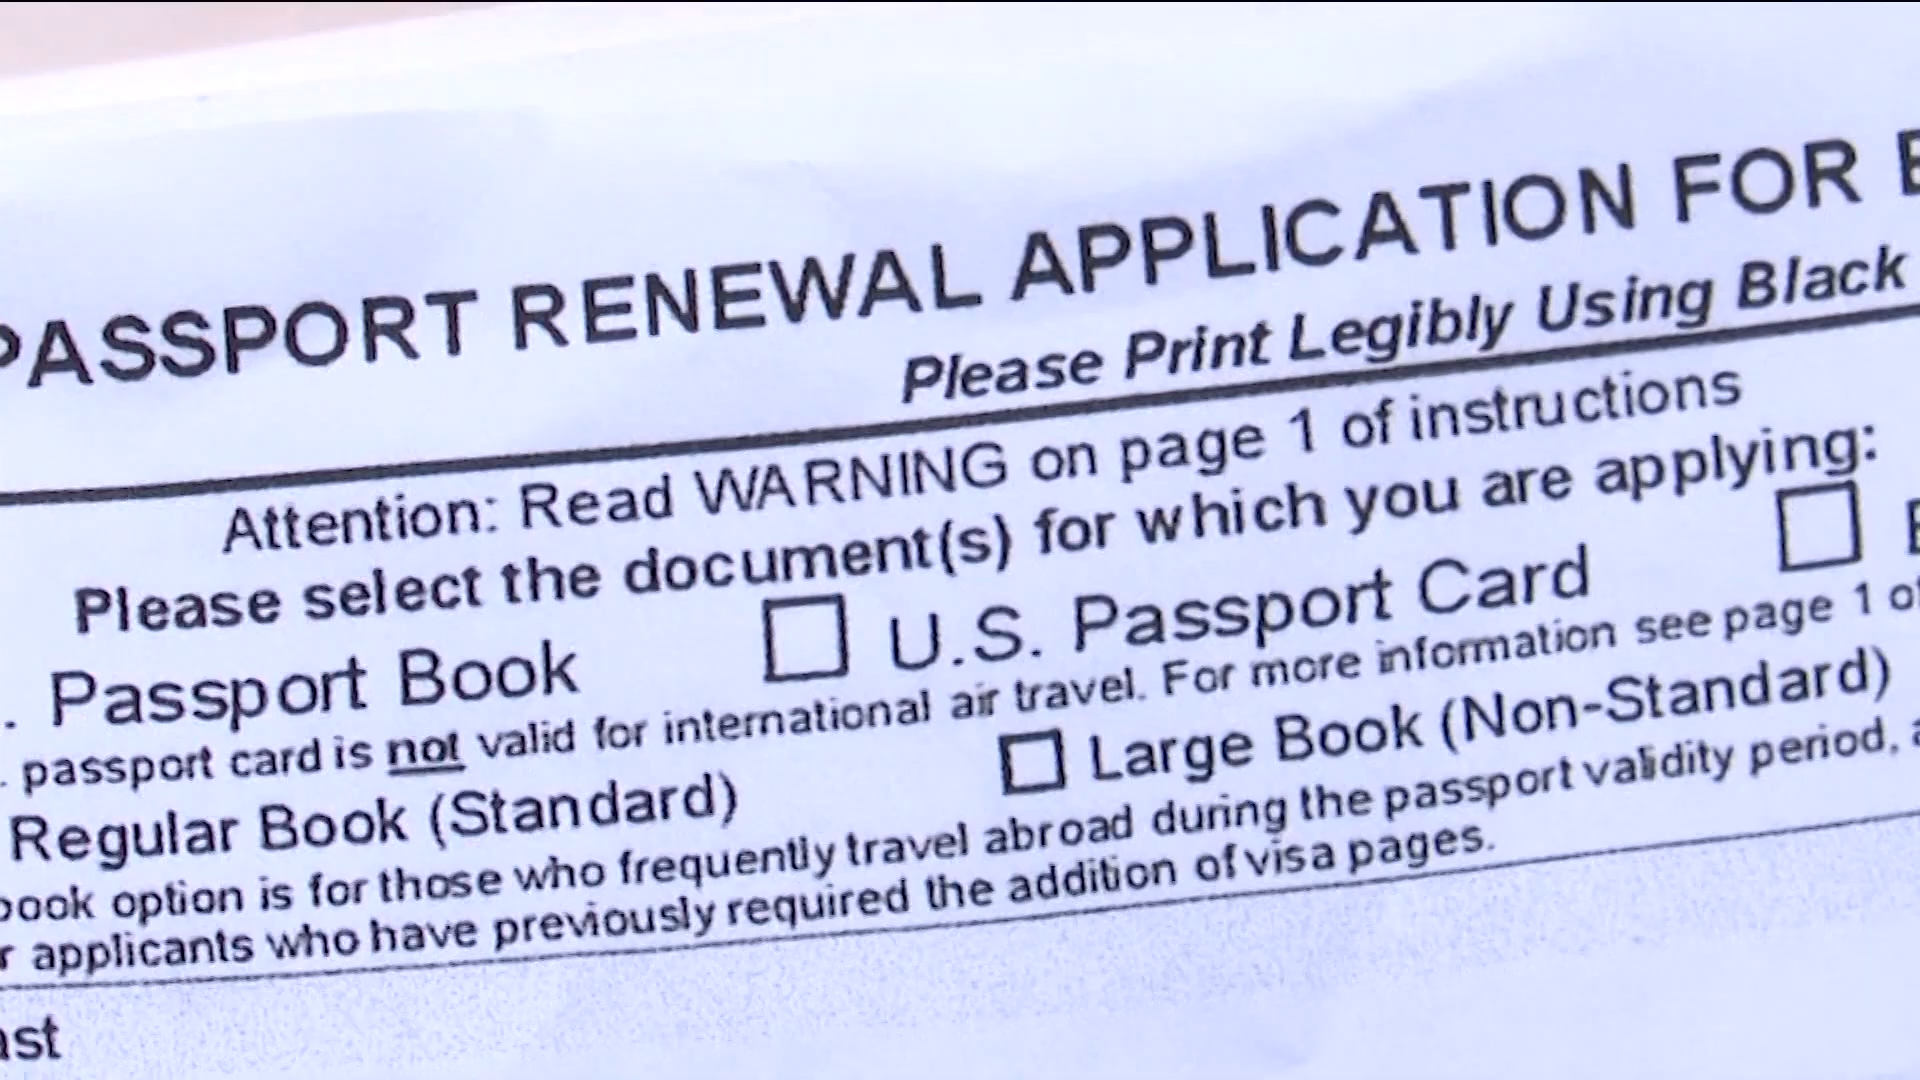 PASSPORT RENEWAL APPLICATION FOR
Please Print Legibly Using Black
Attention: Read WARNING on page 1 of instructions
Please select the document(s) for which you are applying:
. Passport Book U.S. Passport Card
. passport card is not valid for international air travel. For more information see page 1 of
Regular Book (Standard) Large Book (Non-Standard)
book option is for those who frequently travel abroad during the passport validity period,
r applicants who have previously required the addition of visa pages.
ast